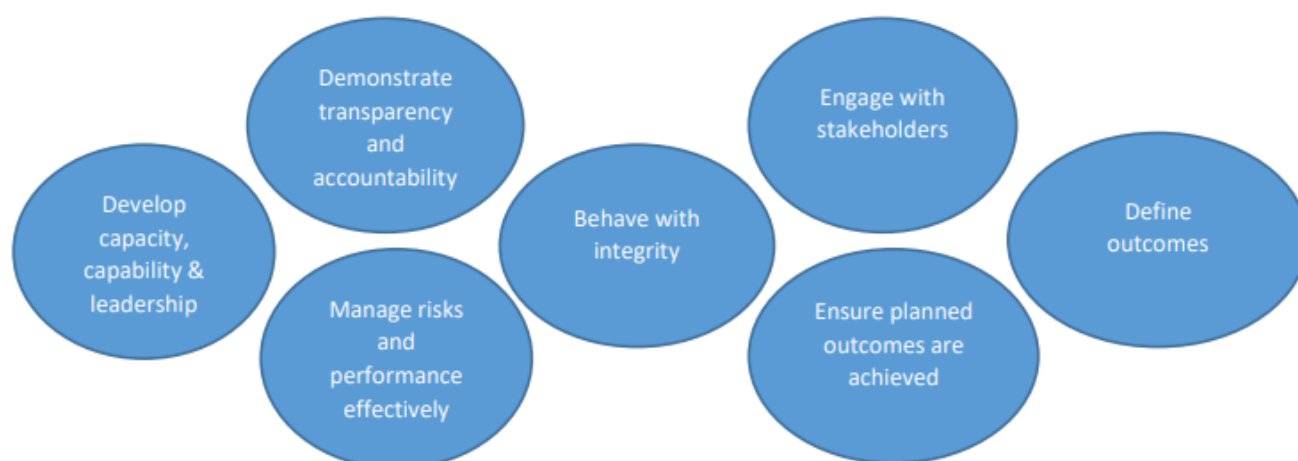 Demonstrate
transparency
and
accountability
Engage with
stakeholders
Develop
capacity,
capability &
leadership
Behave with
integrity
Define
outcomes
Manage risks
and
performance
effectively
Ensure planned
outcomes are
achieved